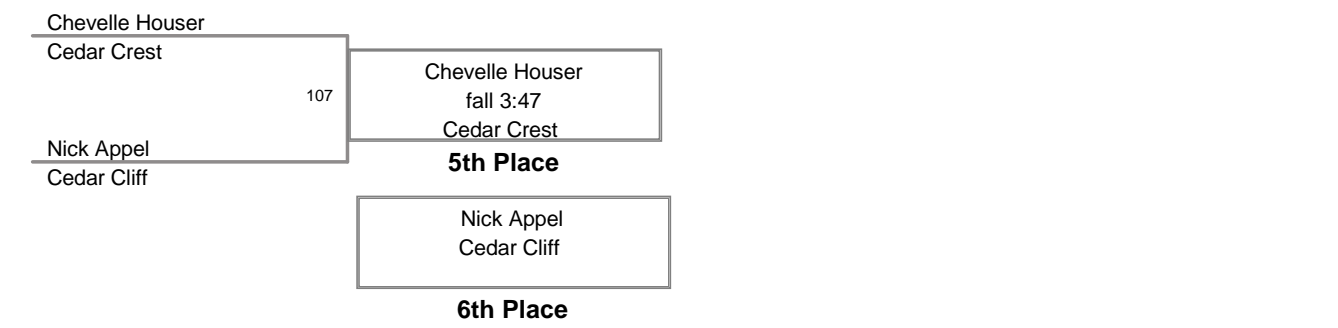 Chevelle Houser
Cedar Crest
107
Nick Appel
Cedar Cliff
Chevelle Houser
fall 3:47
Cedar Crest
5th Place
Nick Appel
Cedar Cliff
6th Place